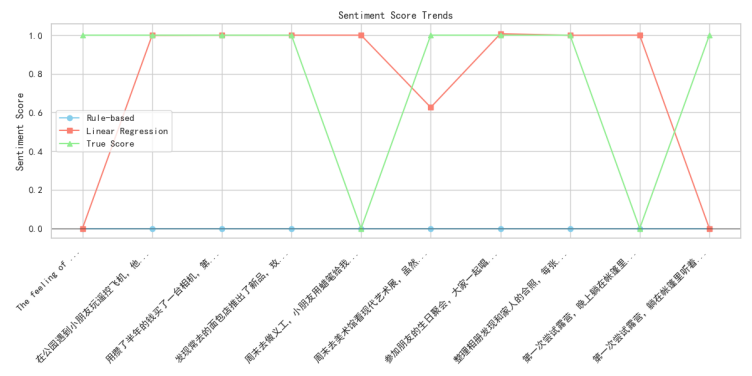 Sentiment Score Trends
Sentiment Score
1.0
0.8
0.6
0.4
0.2
0.0
Rule-based
Linear Regression
True Score
The feeling of ...
在公园遇到小朋友玩遥控飞机，他...
用攒了半年的钱买了一台相机，第...
发现常去的面包店推出了新品，玫...
周末去做义工，小朋友用蜡笔给我...
周末去美术馆看现代艺术展，虽然...
参加朋友的生日聚会，大家一起唱...
整理相册发现和家人的合照，每张...
第一次尝试露营，晚上躺在帐篷里...
第一次尝试露营，躺在帐篷里听着...